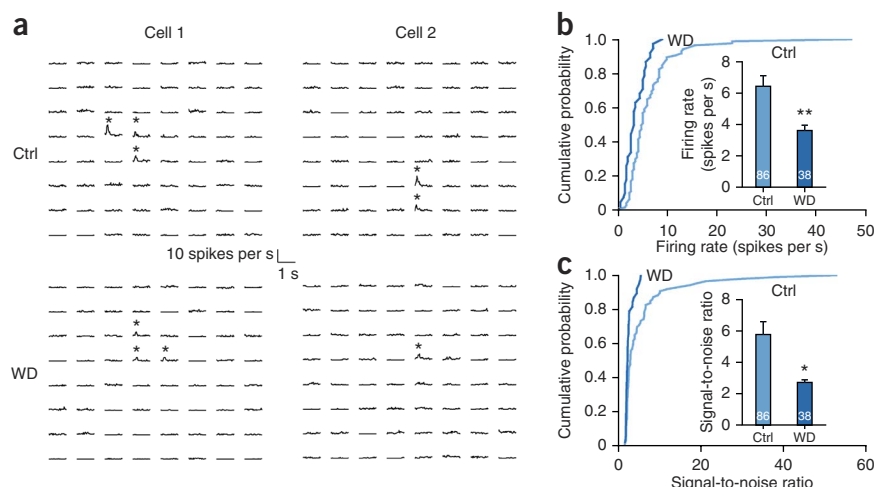 a
Cell 1
Cell 2
* *
*
*
*
Ctrl
10 spikes per s
1 s
*
* *
*
WD
b
Cumulative probability
1.0
0.8
0.6
0.4
0.2
0
WD
Ctrl
Firing rate
(spikes per s)
8
6
4
2
0
**
86
38
Ctrl
WD
0
10
20
30
40
50
Firing rate (spikes per s)
c
Cumulative probability
1.0
0.8
0.6
0.4
0.2
0
WD
Ctrl
Signal-to-noise ratio
8
6
4
2
0
*
86
38
Ctrl
WD
0
20
40
60
Signal-to-noise ratio